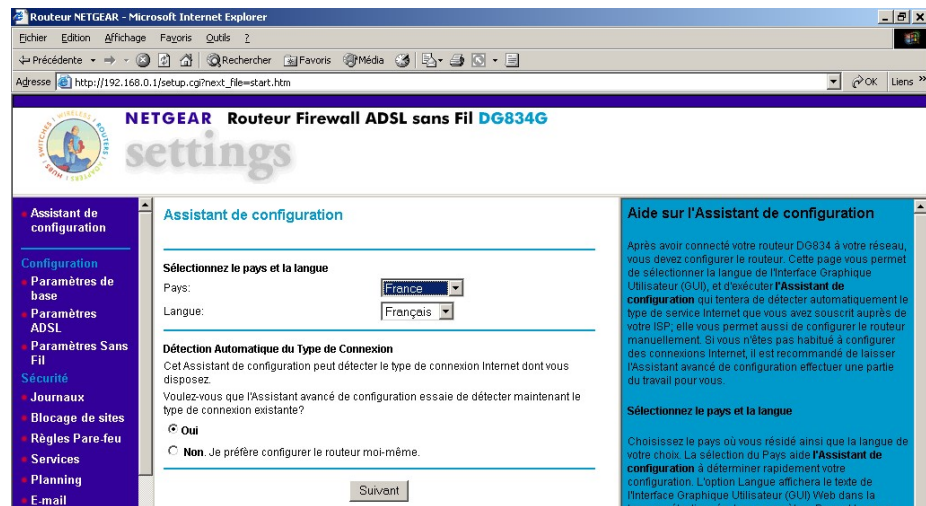 Routeur NETGEAR - Microsoft Internet Explorer
Fichier Edition Affichage Favoris Outils ?
Précédente Rechercher Favoris Média
Adresse http://192.168.0.1/setup.cgi?next_file=start.htm OK Liens »
NETGEAR Routeur Firewall ADSL sans Fil DG834G
settings
Assistant de
configuration
Configuration
Paramètres de
base
Paramètres
ADSL
Paramètres Sans
Fil
Sécurité
Journaux
Blocage de sites
Règles Pare-feu
Services
Planning
E-mail
Assistant de configuration
Sélectionnez le pays et la langue
Pays: France
Langue: Français
Détection Automatique du Type de Connexion
Cet Assistant de configuration peut détecter le type de connexion Internet dont vous
disposez.
Voulez-vous que l'Assistant avancé de configuration essaie de détecter maintenant le
type de connexion existante?
Oui
Non. Je préfère configurer le routeur moi-même.
Suivant
Aide sur l'Assistant de configuration
Après avoir connecté votre routeur DG834 à votre réseau,
vous devez configurer le routeur. Cette page vous permet
de sélectionner la langue de l'Interface Graphique
Utilisateur (GUI), et d'exécuter l'Assistant de
configuration qui tentera de détecter automatiquement le
type de service Internet que vous avez souscrit auprès de
votre ISP; elle vous permet aussi de configurer le routeur
manuellement. Si vous n'êtes pas habitué à configurer
des connexions Internet, il est recommandé de laisser
l'Assistant avancé de configuration effectuer une partie
du travail pour vous.
Sélectionnez le pays et la langue
Choisissez le pays où vous résidé ainsi que la langue de
votre choix. La sélection du Pays aide l'Assistant de
configuration à déterminer rapidement votre
configuration. L'option Langue affichera le texte de
l'Interface Graphique Utilisateur (GUI) Web dans la